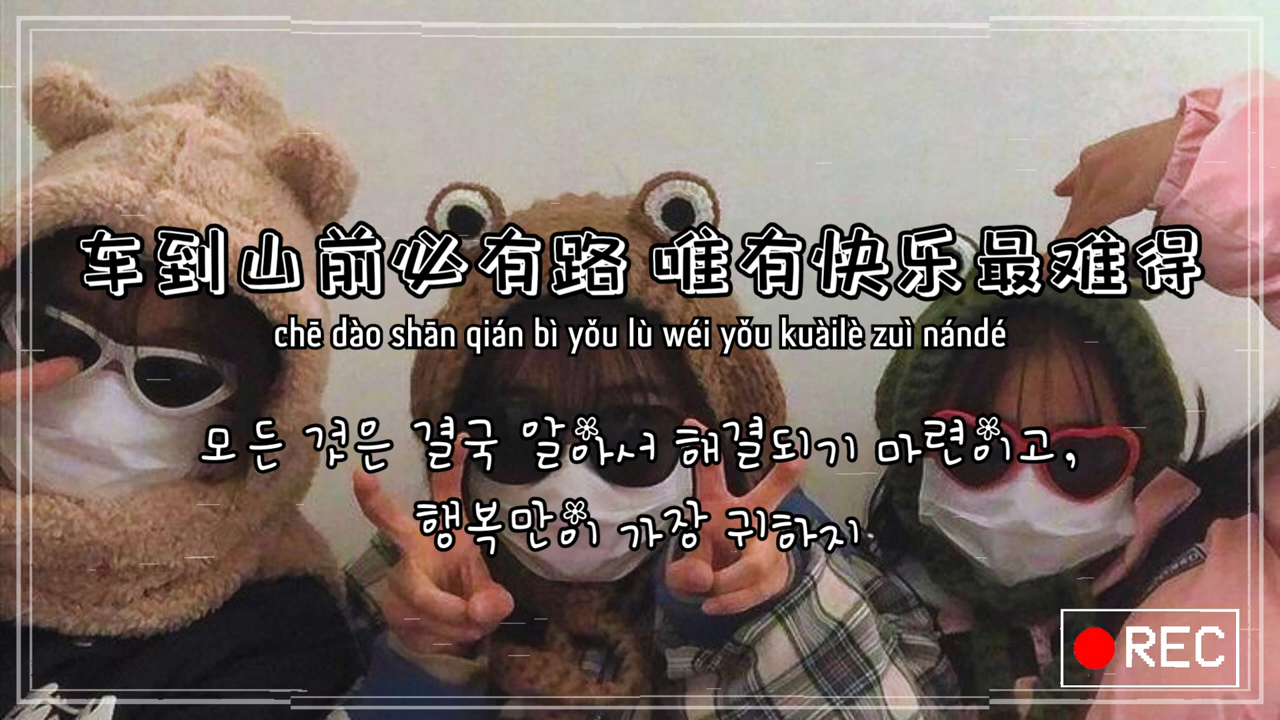 车到山前必有路 唯有快乐最难得
chē dào shān qián bì yǒu lù wéi yǒu kuàilè zuì nándé
모든 것은 결국 알아서 해결되기 마련이고,
행복만이 가장 귀하지
REC